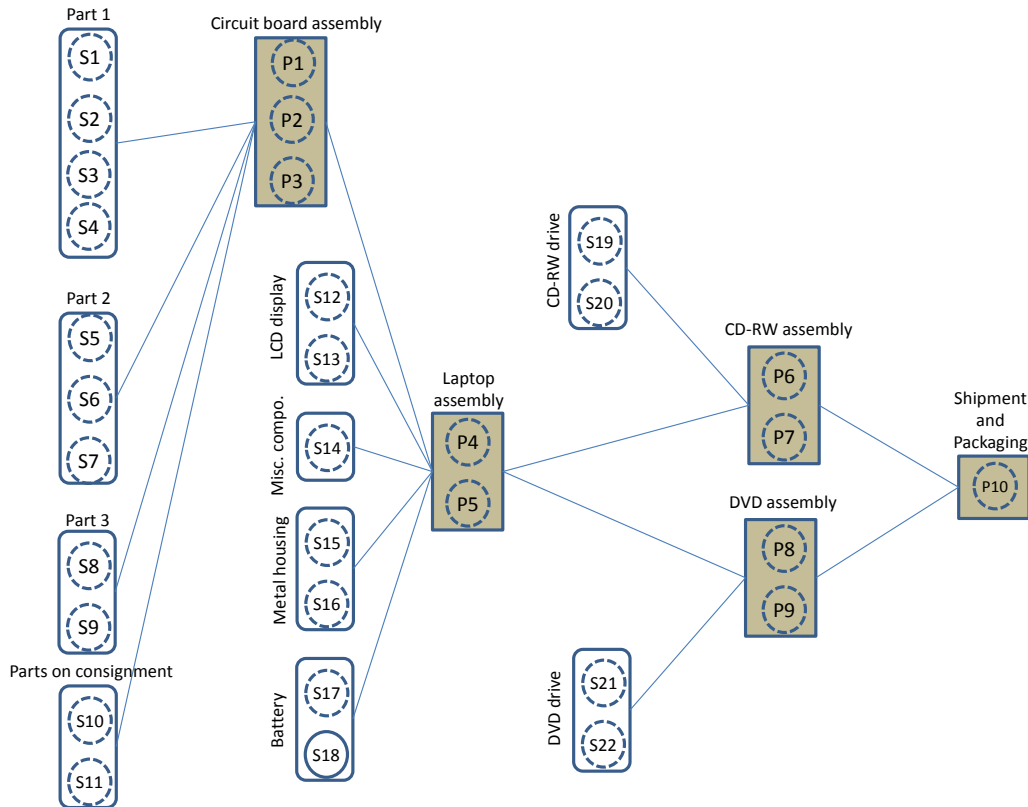 Part 1
S1
S2
S3
S4
Part 2
S5
S6
S7
Part 3
S8
S9
Parts on consignment
S10
S11
Circuit board assembly
P1
P2
P3
LCD display
S12
S13
Misc. compo.
S14
Metal housing
S15
S16
Battery
S17
S18
Laptop
assembly
P4
P5
CD-RW drive
S19
S20
DVD drive
S21
S22
CD-RW assembly
P6
P7
DVD assembly
P8
P9
Shipment
and
Packaging
P10